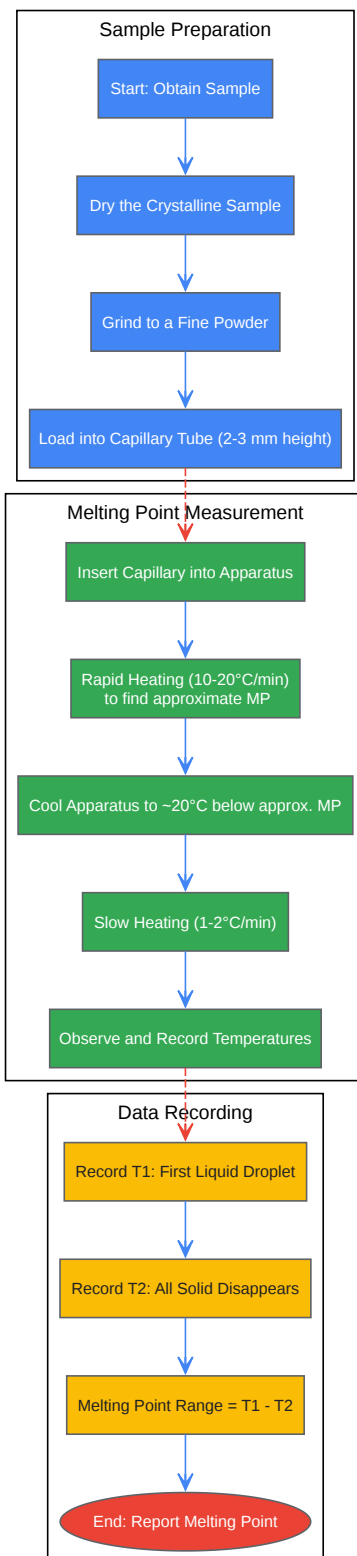 Sample Preparation
Start: Obtain Sample
Dry the Crystalline Sample
Grind to a Fine Powder
Load into Capillary Tube (2-3 mm height)
Melting Point Measurement
Insert Capillary into Apparatus
Rapid Heating (10-20°C/min)
to find approximate MP
Cool Apparatus to ~20°C below approx. MP
Slow Heating (1-2°C/min)
Observe and Record Temperatures
Data Recording
Record T1: First Liquid Droplet
Record T2: All Solid Disappears
Melting Point Range = T1 - T2
End: Report Melting Point